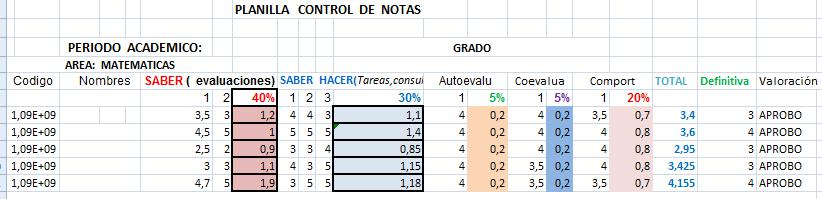 PLANILLA CONTROL DE NOTAS
PERIODO ACADEMICO: GRADO
AREA: MATEMATICAS
Codigo Nombres SABER ( evaluaciones) SABER HACER(Tareas,consul Autoevalu Coevalua Comport TOTAL Definitiva Valoración
1 2 40% 1 2 3 30% 1 5% 1 5% 1 20%
1,09E+09 3,5 3 1,2 4 4 3 1,1 4 0,2 4 0,2 3,5 0,7 3,4 3 APROBO
1,09E+09 4,5 5 1 5 5 5 1,4 4 0,2 4 0,2 4 0,8 3,6 4 APROBO
1,09E+09 2,5 2 0,9 3 3 4 0,85 4 0,2 4 0,2 4 0,8 2,95 3 APROBO
1,09E+09 3 3 1,1 4 3 5 1,15 4 0,2 3,5 0,2 4 0,8 3,425 3 APROBO
1,09E+09 4,7 5 1,9 3 5 5 1,18 4 0,2 3,5 0,2 3,5 0,7 4,155 4 APROBO